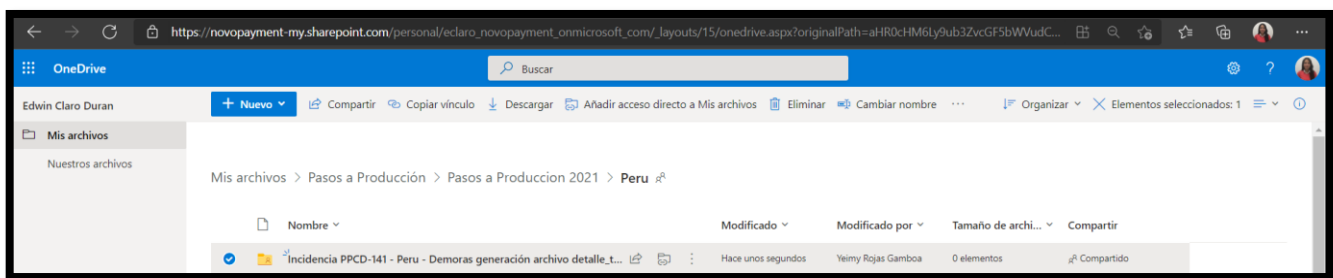 https://novopayment-my.sharepoint.com/personal/eclaro_novopayment_onmicrosoft_com/_layouts/15/onedrive.aspx?originalPath=aHR0cHM6Ly9ub3ZvcGF5bWVudC...
OneDrive Buscar ?
Edwin Claro Duran + Nuevo Compartir Copiar vínculo Descargar Añadir acceso directo a Mis archivos Eliminar Cambiar nombre ... Organizar Elementos seleccionados: 1
Mis archivos
Nuestros archivos
Mis archivos > Pasos a Producción > Pasos a Produccion 2021 > Peru
Nombre Modificado Modificado por Tamaño de archi... Compartir
Incidencia PPCD-141 - Peru - Demoras generación archivo detalle_t... Hace unos segundos Yeimy Rojas Gamboa 0 elementos Compartido